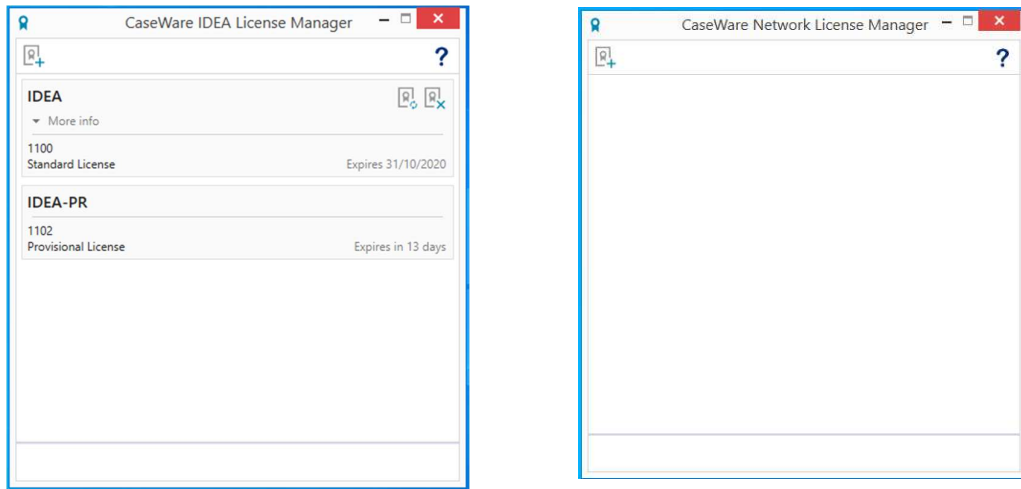 CaseWare IDEA License Manager
?
IDEA
More info
1100
Standard License Expires 31/10/2020
IDEA-PR
1102
Provisional License Expires in 13 days
CaseWare Network License Manager
?